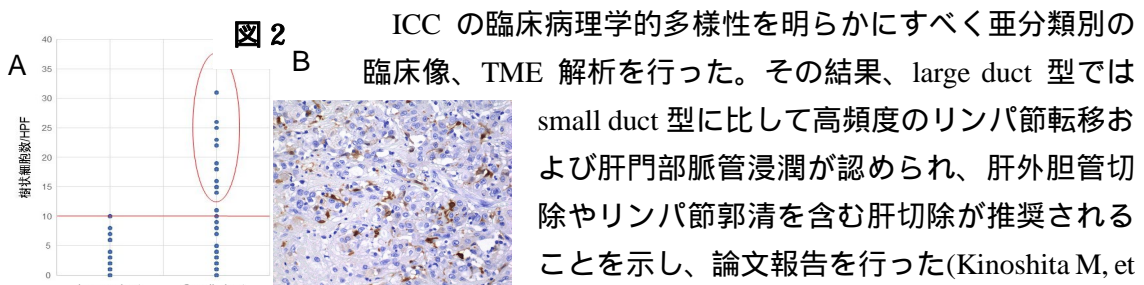 図 2
ICC の臨床病理学的多様性を明らかにすべく亜分類別の
臨床像、TME 解析を行った。その結果、large duct 型では
small duct 型に比して高頻度のリンパ節転移お
よび肝門部脈管浸潤が認められ、肝外胆管切
除やリンパ節郭清を含む肝切除が推奨される
ことを示し、論文報告を行った(Kinoshita M, et
A
B
樹状細胞数/HPF
40
35
30
25
20
15
10
5
0